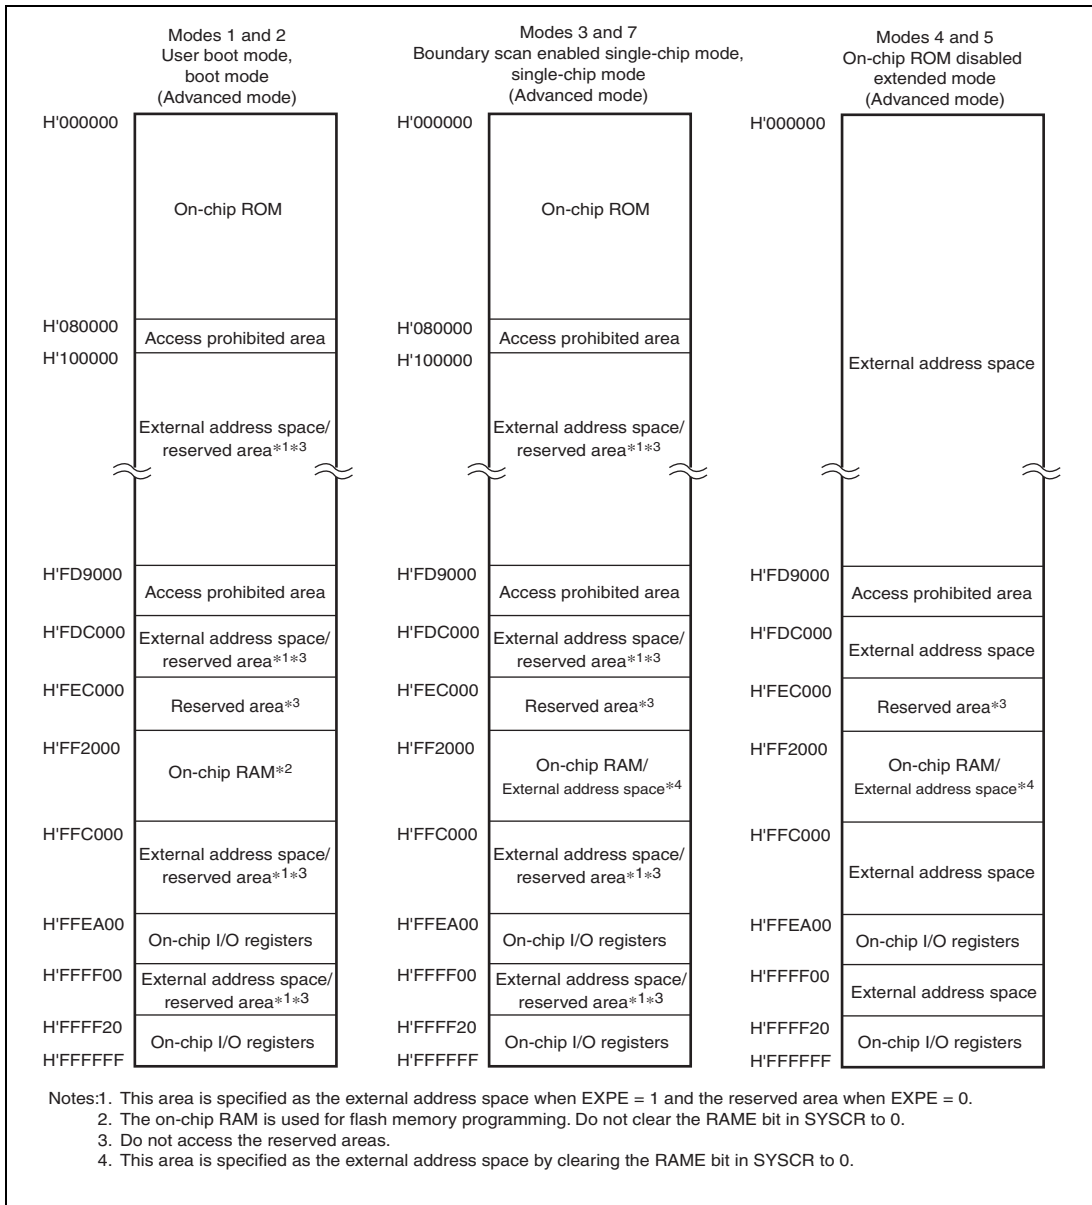 Modes 1 and 2
User boot mode,
boot mode
(Advanced mode)
H'000000
On-chip ROM
H'080000
Access prohibited area
H'100000
External address space/
reserved area*1*3
H'FD9000
Access prohibited area
H'FDC000
External address space/
reserved area*1*3
H'FEC000
Reserved area*3
H'FF2000
On-chip RAM*2
H'FFC000
External address space/
reserved area*1*3
H'FFEA00
On-chip I/O registers
H'FFFF00
External address space/
reserved area*1*3
H'FFFF20
On-chip I/O registers
H'FFFFFF
Modes 3 and 7
Boundary scan enabled single-chip mode,
single-chip mode
(Advanced mode)
H'000000
On-chip ROM
H'080000
Access prohibited area
H'100000
External address space/
reserved area*1*3
H'FD9000
Access prohibited area
H'FDC000
External address space/
reserved area*1*3
H'FEC000
Reserved area*3
H'FF2000
On-chip RAM/
External address space*4
H'FFC000
External address space/
reserved area*1*3
H'FFEA00
On-chip I/O registers
H'FFFF00
External address space/
reserved area*1*3
H'FFFF20
On-chip I/O registers
H'FFFFFF
Modes 4 and 5
On-chip ROM disabled
extended mode
(Advanced mode)
H'000000
External address space
H'FD9000
Access prohibited area
H'FDC000
External address space
H'FEC000
Reserved area*3
H'FF2000
On-chip RAM/
External address space*4
H'FFC000
External address space
H'FFEA00
On-chip I/O registers
H'FFFF00
External address space
H'FFFF20
On-chip I/O registers
H'FFFFFF
Notes:1. This area is specified as the external address space when EXPE = 1 and the reserved area when EXPE = 0.
2. The on-chip RAM is used for flash memory programming. Do not clear the RAME bit in SYSCR to 0.
3. Do not access the reserved areas.
4. This area is specified as the external address space by clearing the RAME bit in SYSCR to 0.